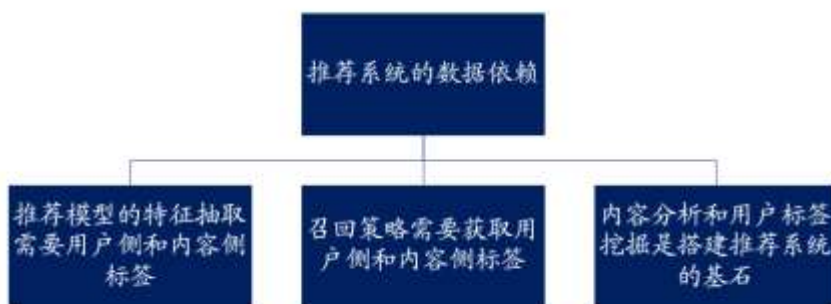 推荐系统的数据依赖
推荐模型的特征抽取
需要用户侧和内容侧
标签
召回策略需要获取用
户侧和内容侧标签
内容分析和用户标签
挖掘是搭建推荐系统
的基石